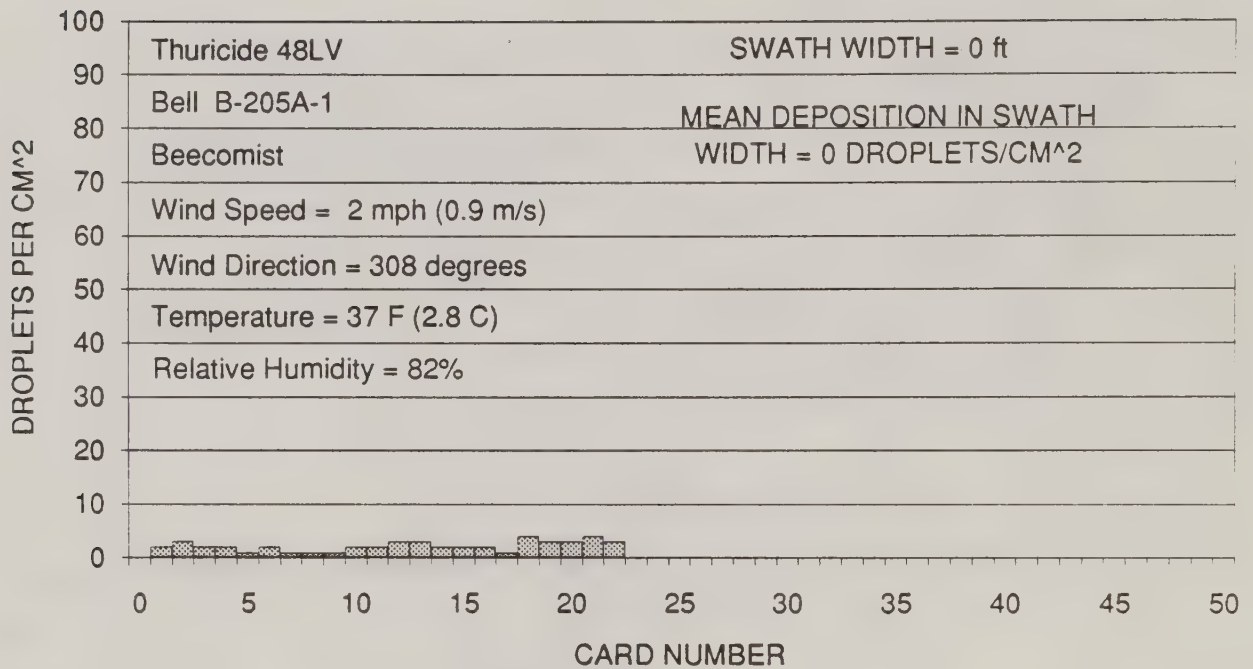 100
90
80
70
60
50
40
30
20
10
0
DROPLETS PER CM^2
Thuricide 48LV
Bell B-205A-1
Beecomist
Wind Speed = 2 mph (0.9 m/s)
Wind Direction = 308 degrees
Temperature = 37 F (2.8 C)
Relative Humidity = 82%
SWATH WIDTH = 0 ft
MEAN DEPOSITION IN SWATH
WIDTH = 0 DROPLETS/CM^2
0 5 10 15 20 25 30 35 40 45 50
CARD NUMBER